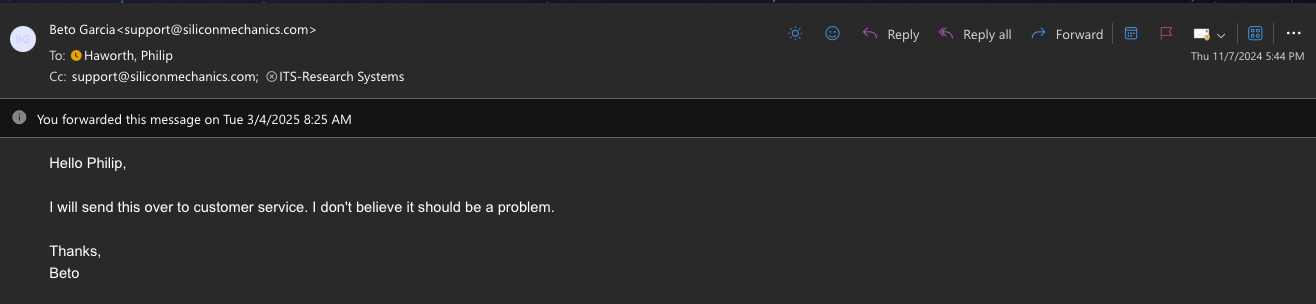 BG
Beto Garcia<support@siliconmechanics.com>
To: Haworth, Philip
Cc: support@siliconmechanics.com; ITS-Research Systems
Reply
Reply all
Forward
Thu 11/7/2024 5:44 PM
You forwarded this message on Tue 3/4/2025 8:25 AM
Hello Philip,
I will send this over to customer service. I don't believe it should be a problem.
Thanks,
Beto